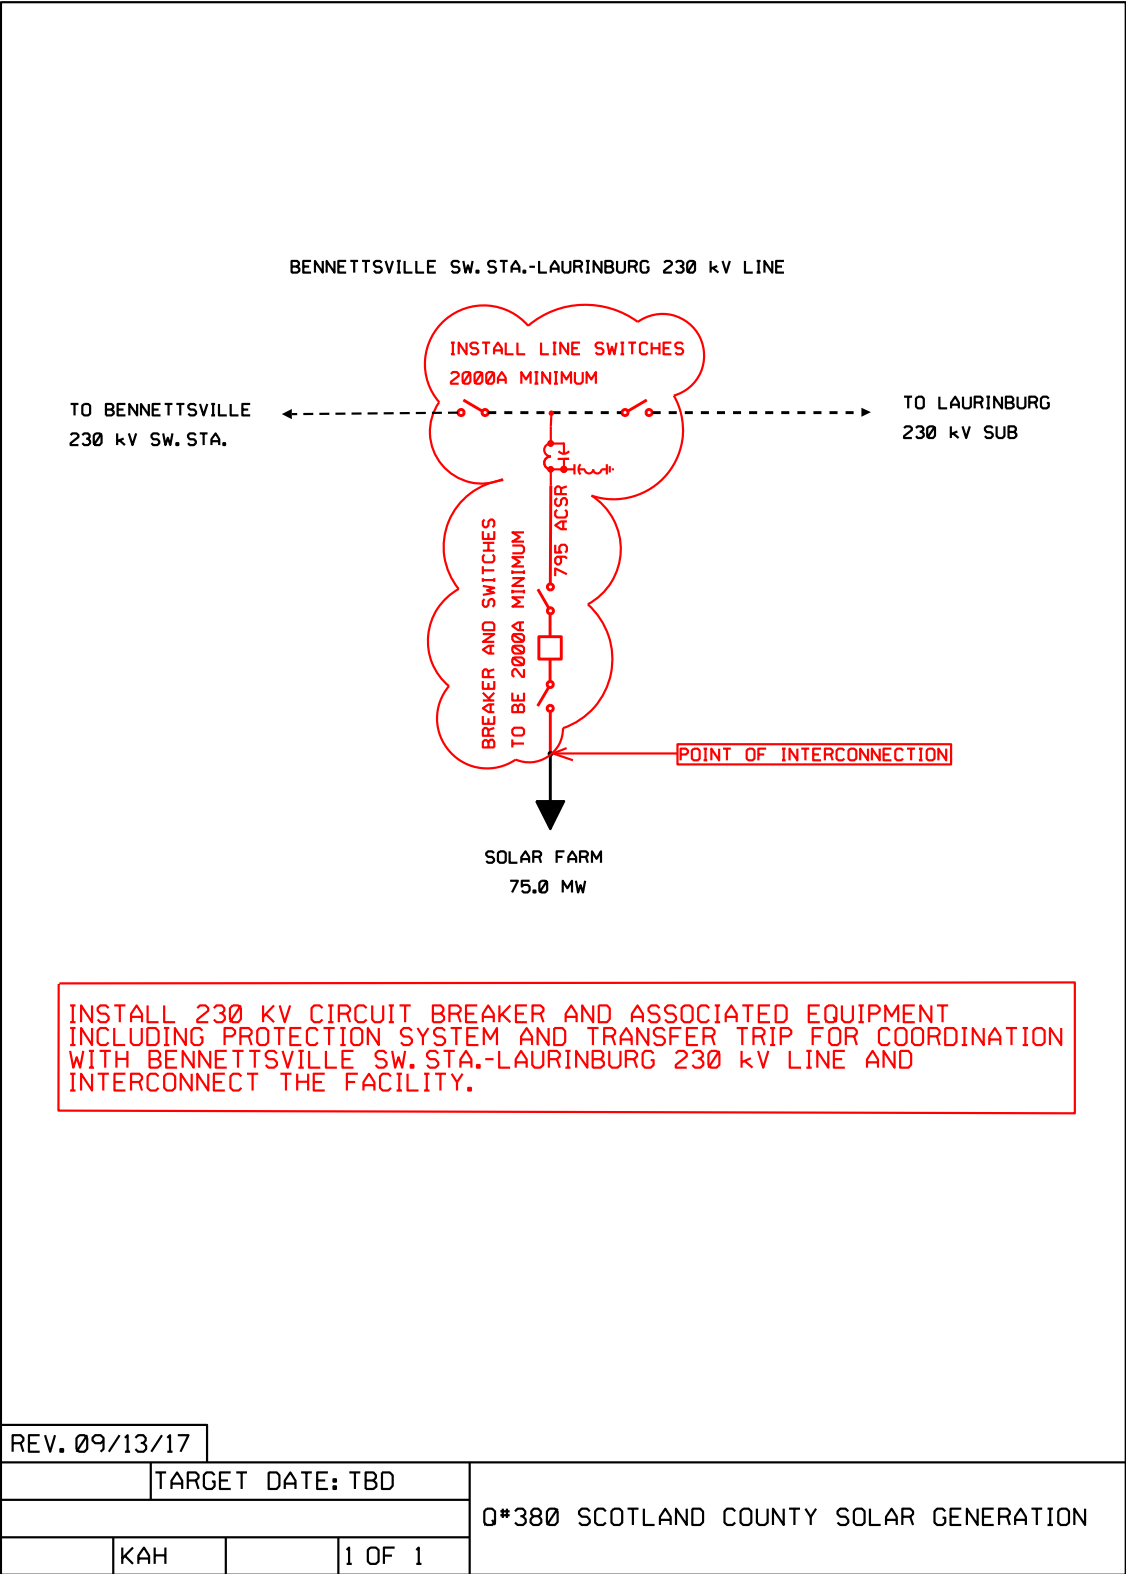 BENNETTSVILLE SW. STA.-LAURINBURG 230 kV LINE
INSTALL LINE SWITCHES
2000A MINIMUM
TO BENNETTSVILLE
230 kV SW. STA.
TO LAURINBURG
230 kV SUB
795 ACSR
BREAKER AND SWITCHES
TO BE 2000A MINIMUM
POINT OF INTERCONNECTION
SOLAR FARM
75.0 MW
INSTALL 230 KV CIRCUIT BREAKER AND ASSOCIATED EQUIPMENT
INCLUDING PROTECTION SYSTEM AND TRANSFER TRIP FOR COORDINATION
WITH BENNETTSVILLE SW. STA.-LAURINBURG 230 kV LINE AND
INTERCONNECT THE FACILITY.
REV. 09/13/17
TARGET DATE: TBD
Q#380 SCOTLAND COUNTY SOLAR GENERATION
KAH
1 OF 1